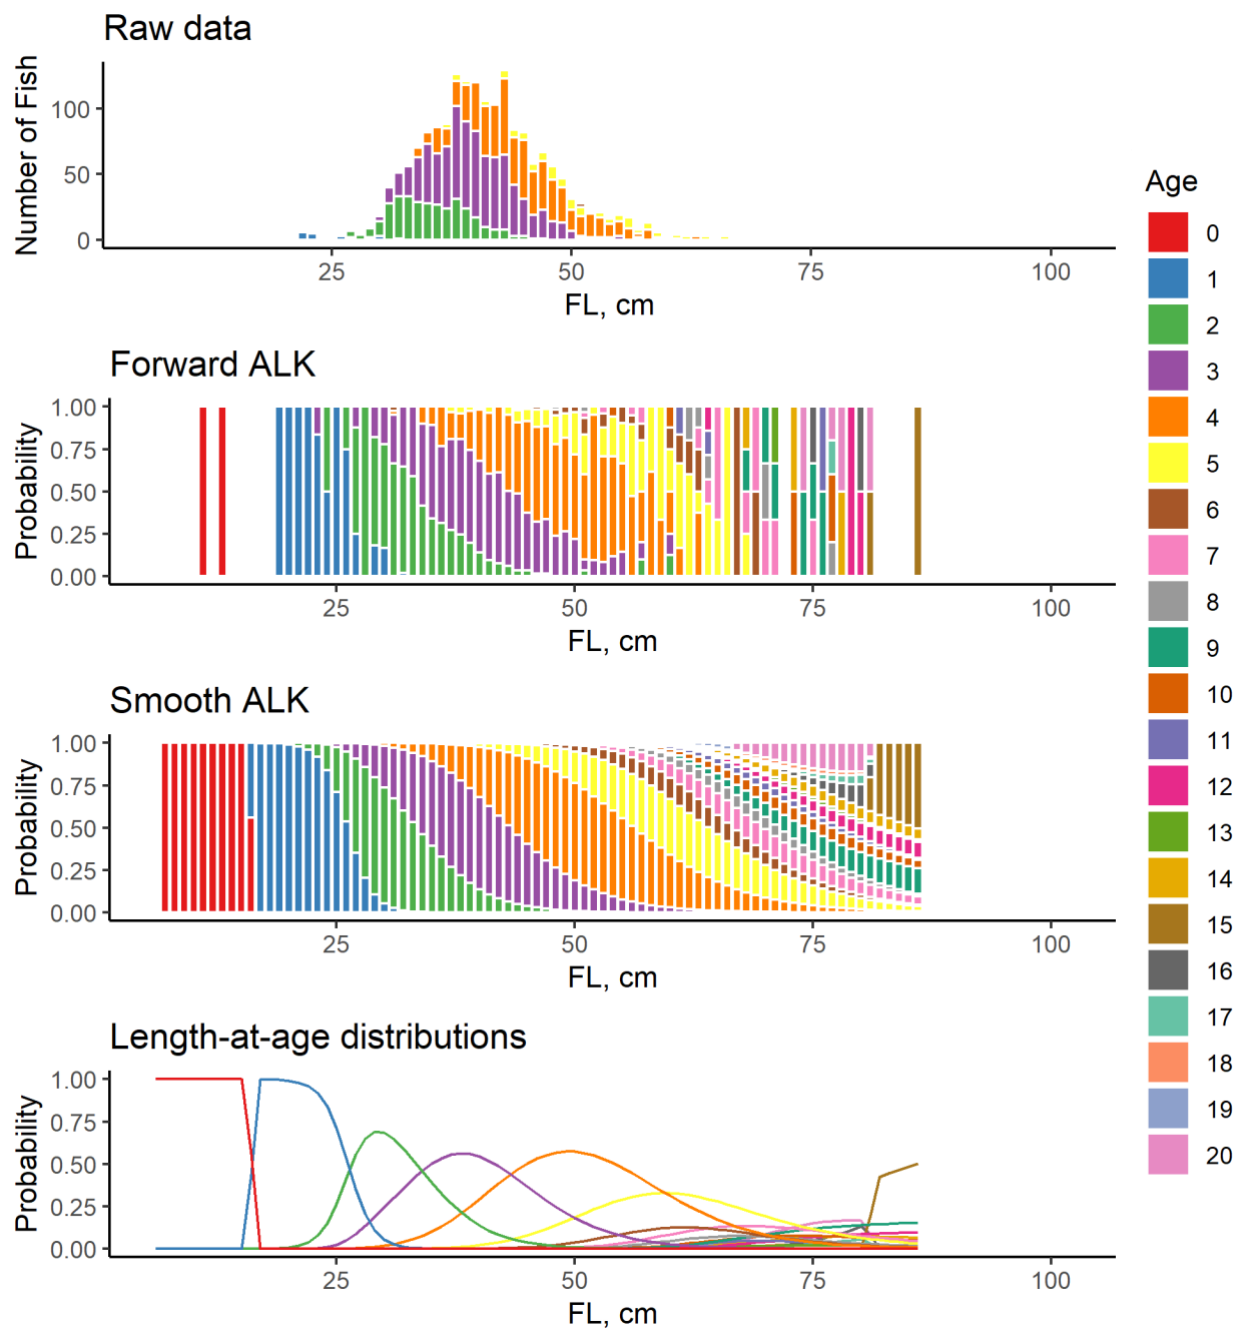 Raw data
Number of Fish
100
50
0
25 50 75 100
FL, cm
Forward ALK
Probability
1.00
0.75
0.50
0.25
0.00
25 50 75 100
FL, cm
Smooth ALK
Probability
1.00
0.75
0.50
0.25
0.00
25 50 75 100
FL, cm
Length-at-age distributions
Probability
1.00
0.75
0.50
0.25
0.00
25 50 75 100
FL, cm
Age
0
1
2
3
4
5
6
7
8
9
10
11
12
13
14
15
16
17
18
19
20